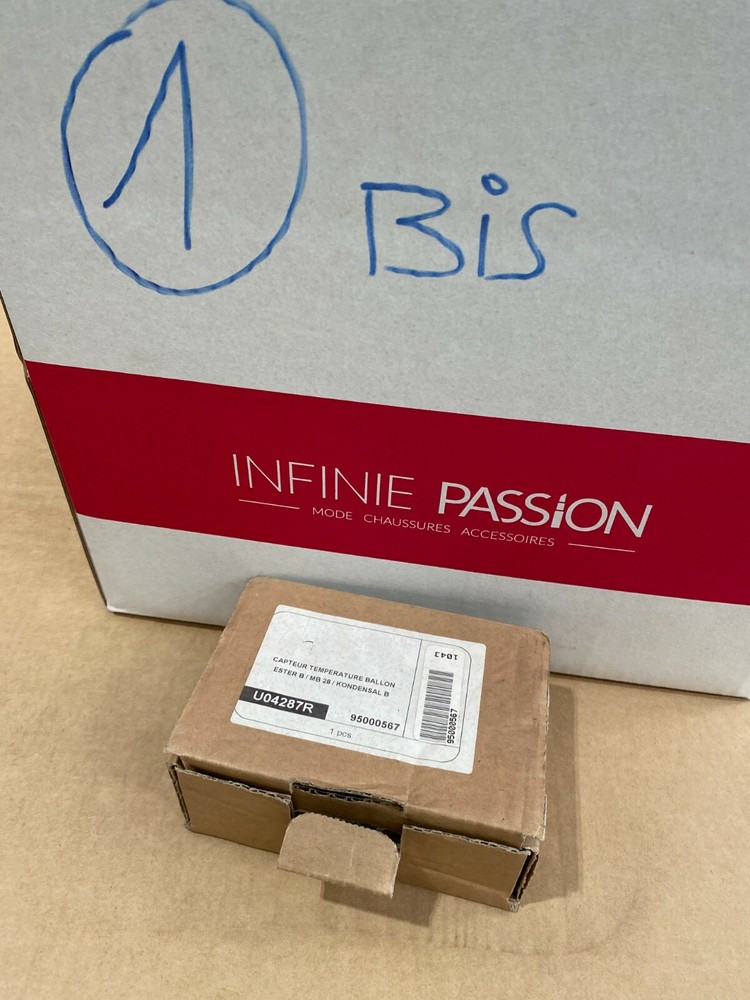 1 Bis
INFINIE PASSION
MODE CHAUSSURES ACCESSOIRES
CAPTEUR TEMPERATURE BALLON
ESTER B / MB 28 / KONDENSAL B
U04287R
95000567
1 pcs
1043
95000567